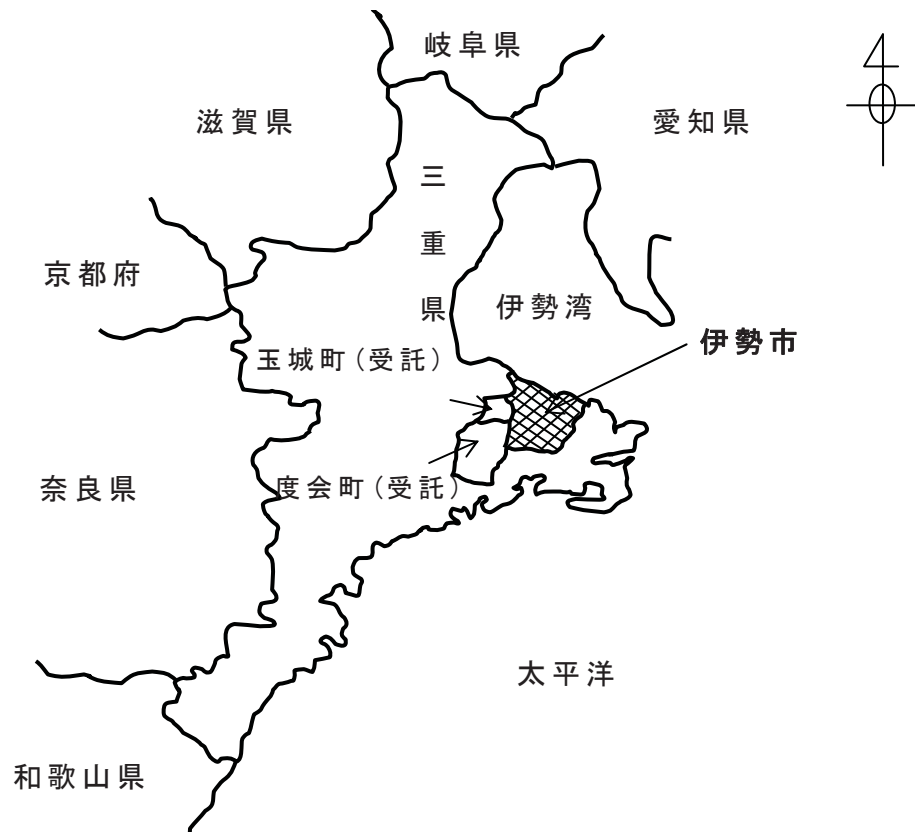 岐阜県
滋賀県
愛知県
三重県
京都府
伊勢湾
伊勢市
玉城町(受託)
奈良県
度会町(受託)
太平洋
和歌山県